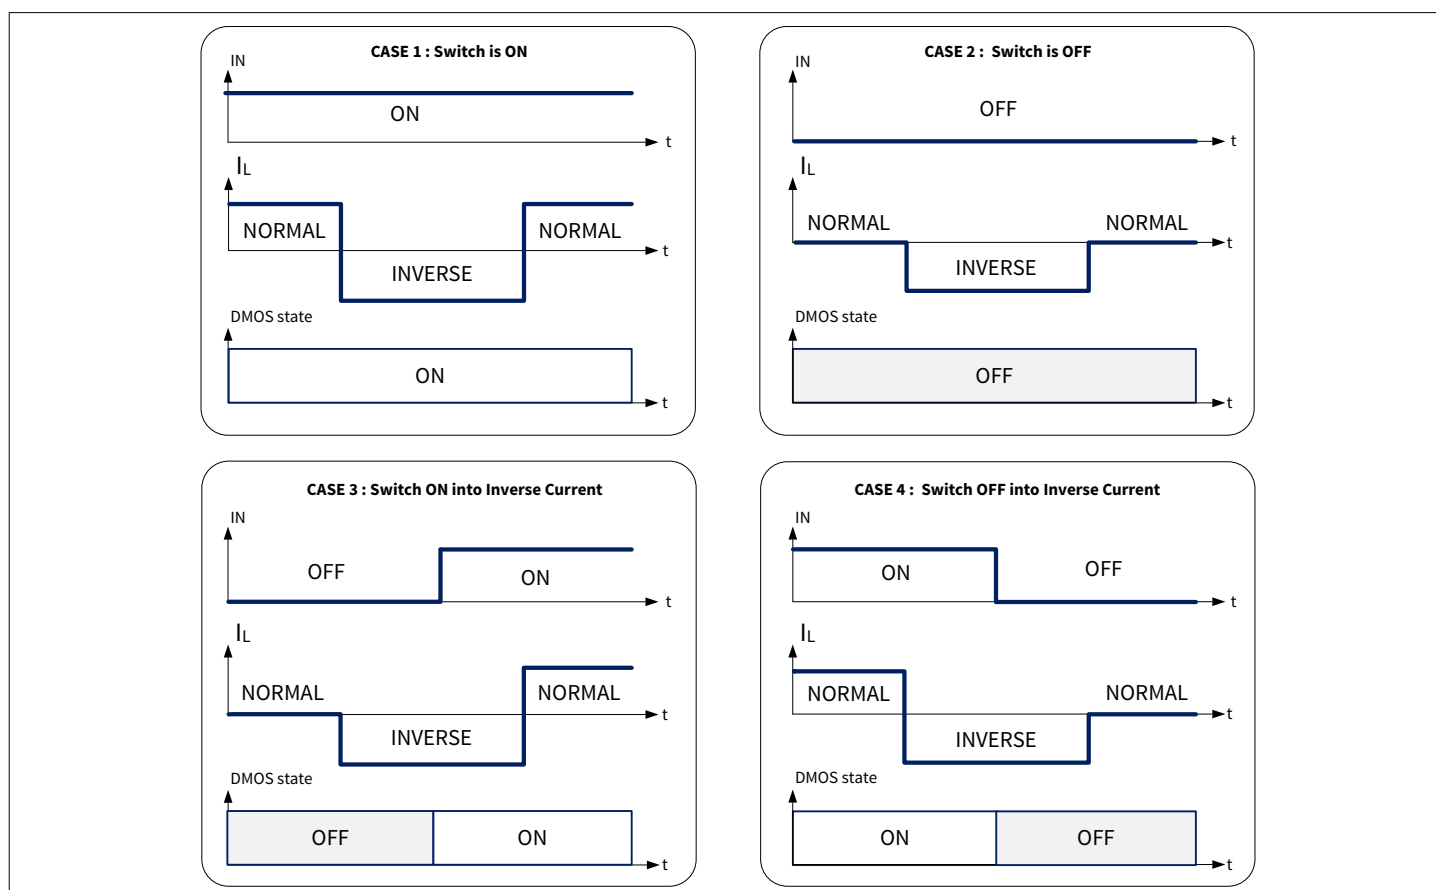 CASE 1 : Switch is ON
IN
ON
t
IL
NORMAL
NORMAL
t
INVERSE
DMOS state
ON
t
CASE 2 :  Switch is OFF
IN
OFF
t
IL
NORMAL
NORMAL
t
INVERSE
DMOS state
OFF
t
CASE 3 : Switch ON into Inverse Current
IN
OFF
ON
t
IL
NORMAL
NORMAL
t
INVERSE
DMOS state
OFF
ON
t
CASE 4 :  Switch OFF into Inverse Current
IN
ON
OFF
t
IL
NORMAL
NORMAL
t
INVERSE
DMOS state
ON
OFF
t